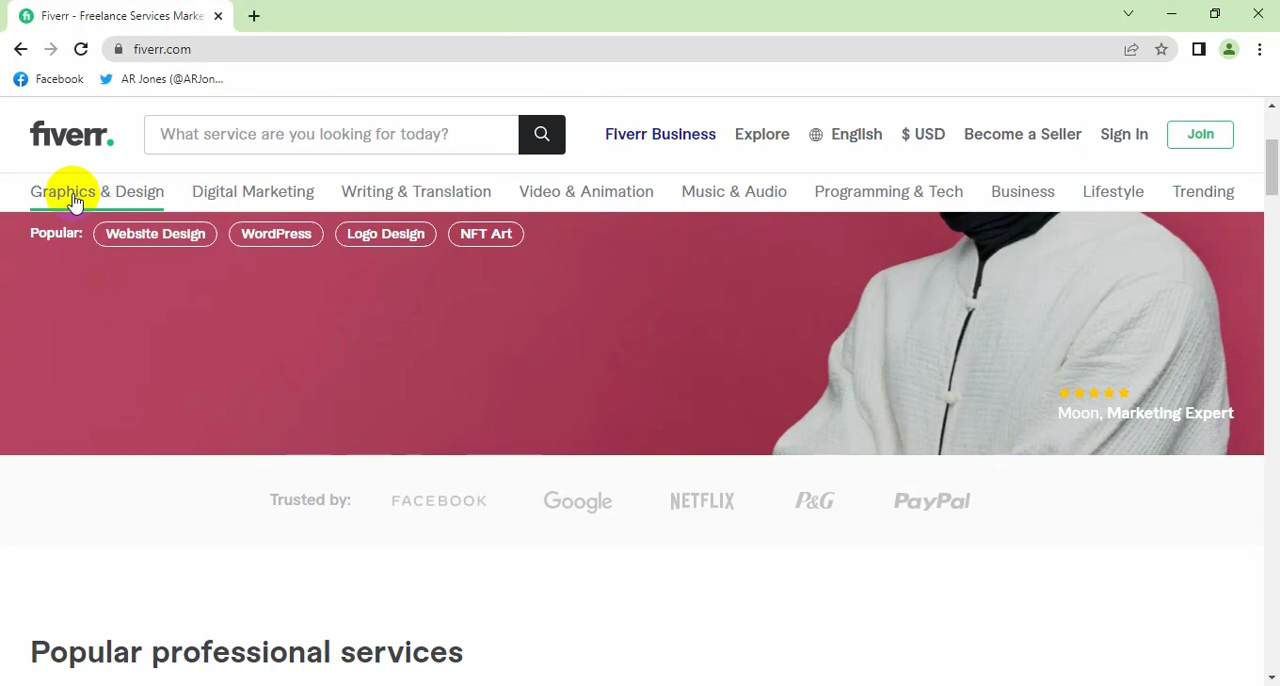 Fiverr - Freelance Services Marke
fiverr.com
Facebook AR Jones (@ARJon...
fiverr. What service are you looking for today? Fiverr Business Explore English $ USD Become a Seller Sign In Join
Graphics & Design Digital Marketing Writing & Translation Video & Animation Music & Audio Programming & Tech Business Lifestyle Trending
Popular: Website Design WordPress Logo Design NFT Art
Moon, Marketing Expert
Trusted by: FACEBOOK Google NETFLIX P&G PayPal
Popular professional services